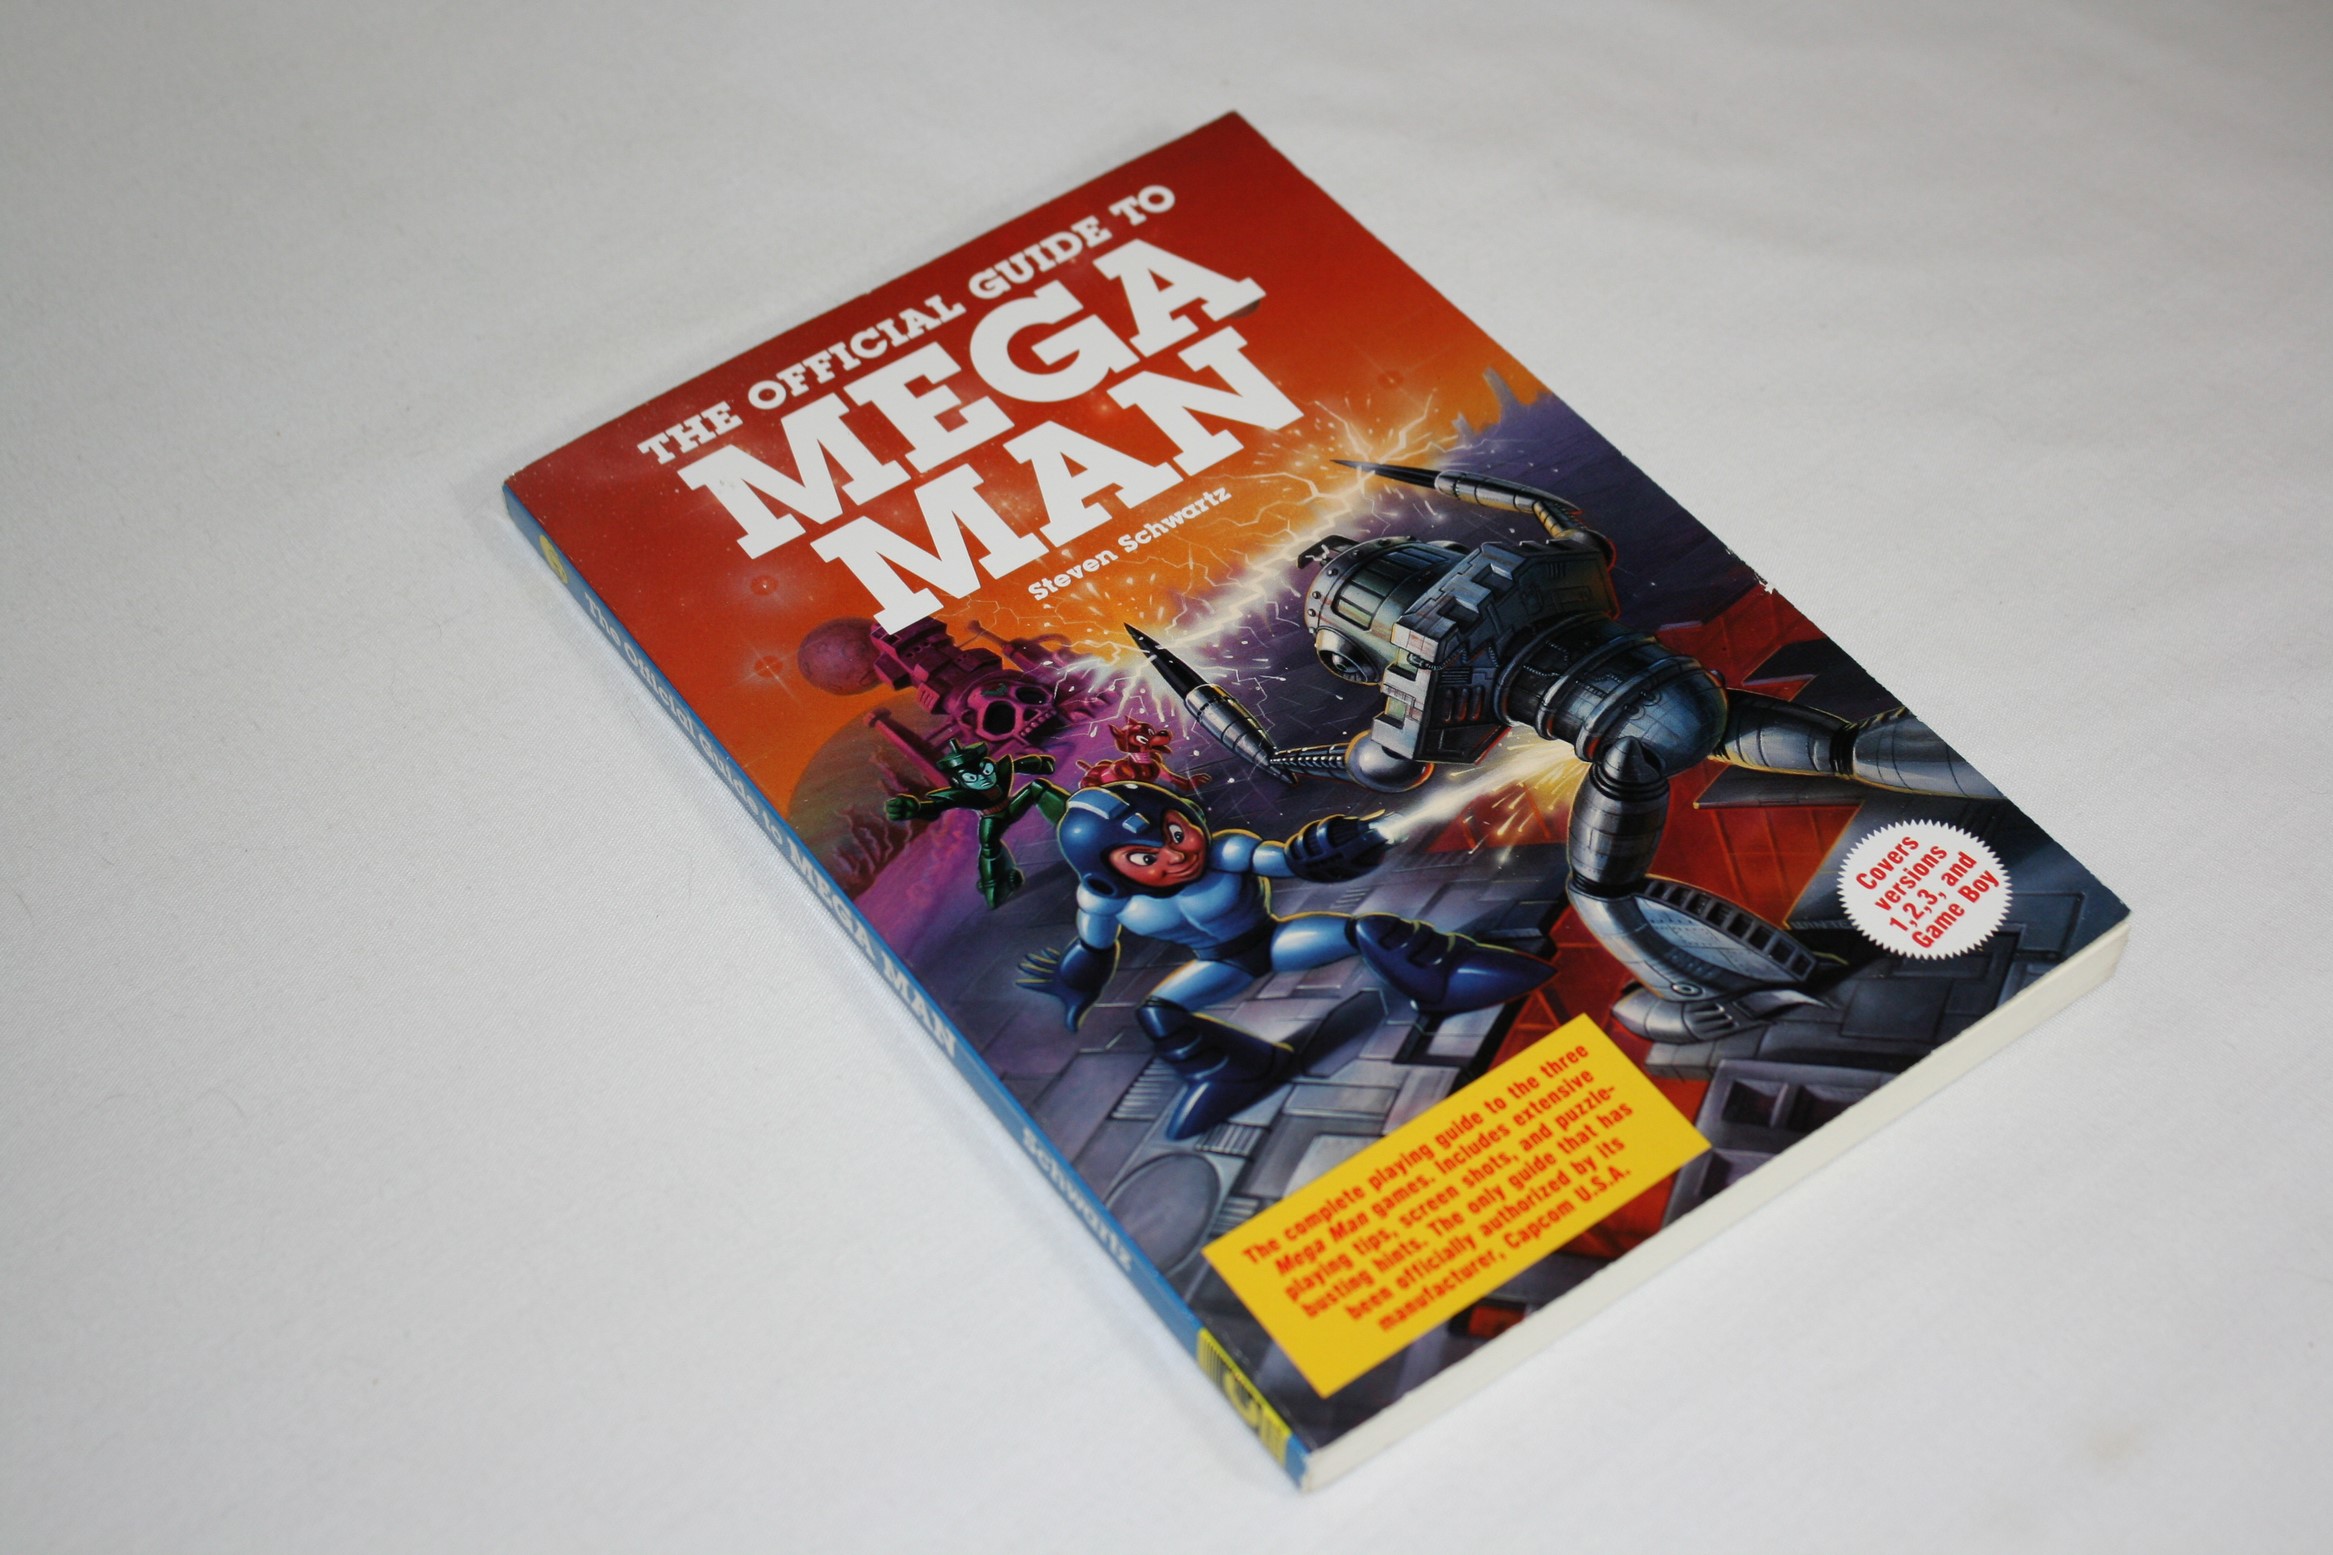 THE OFFICIAL GUIDE TO
MEGA
MAN
Steven Schwartz
Covers
versions
1,2,3, and
Game Boy
The complete playing guide to the three
Mega Man games. Includes extensive
playing tips, screen shots, and puzzle-
busting hints. The only guide that has
been officially authorized by its
manufacturer, Capcom U.S.A.
The Official Guide to MEGA MAN
Schwartz